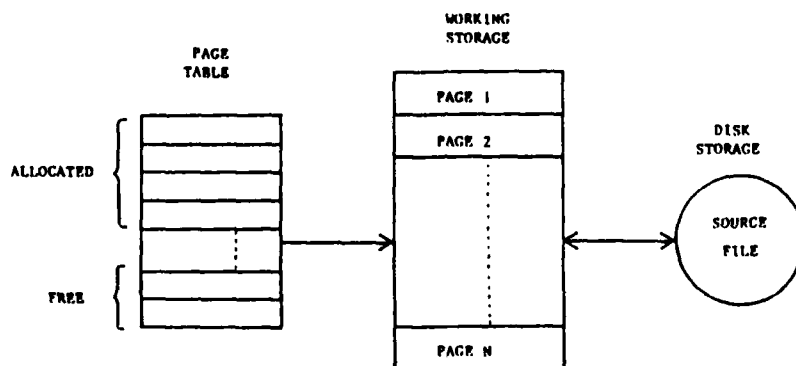 WORKING
STORAGE
PAGE
TABLE
PAGE 1
PAGE 2
DISK
STORAGE
ALLOCATED
SOURCE
FILE
FREE
PAGE N